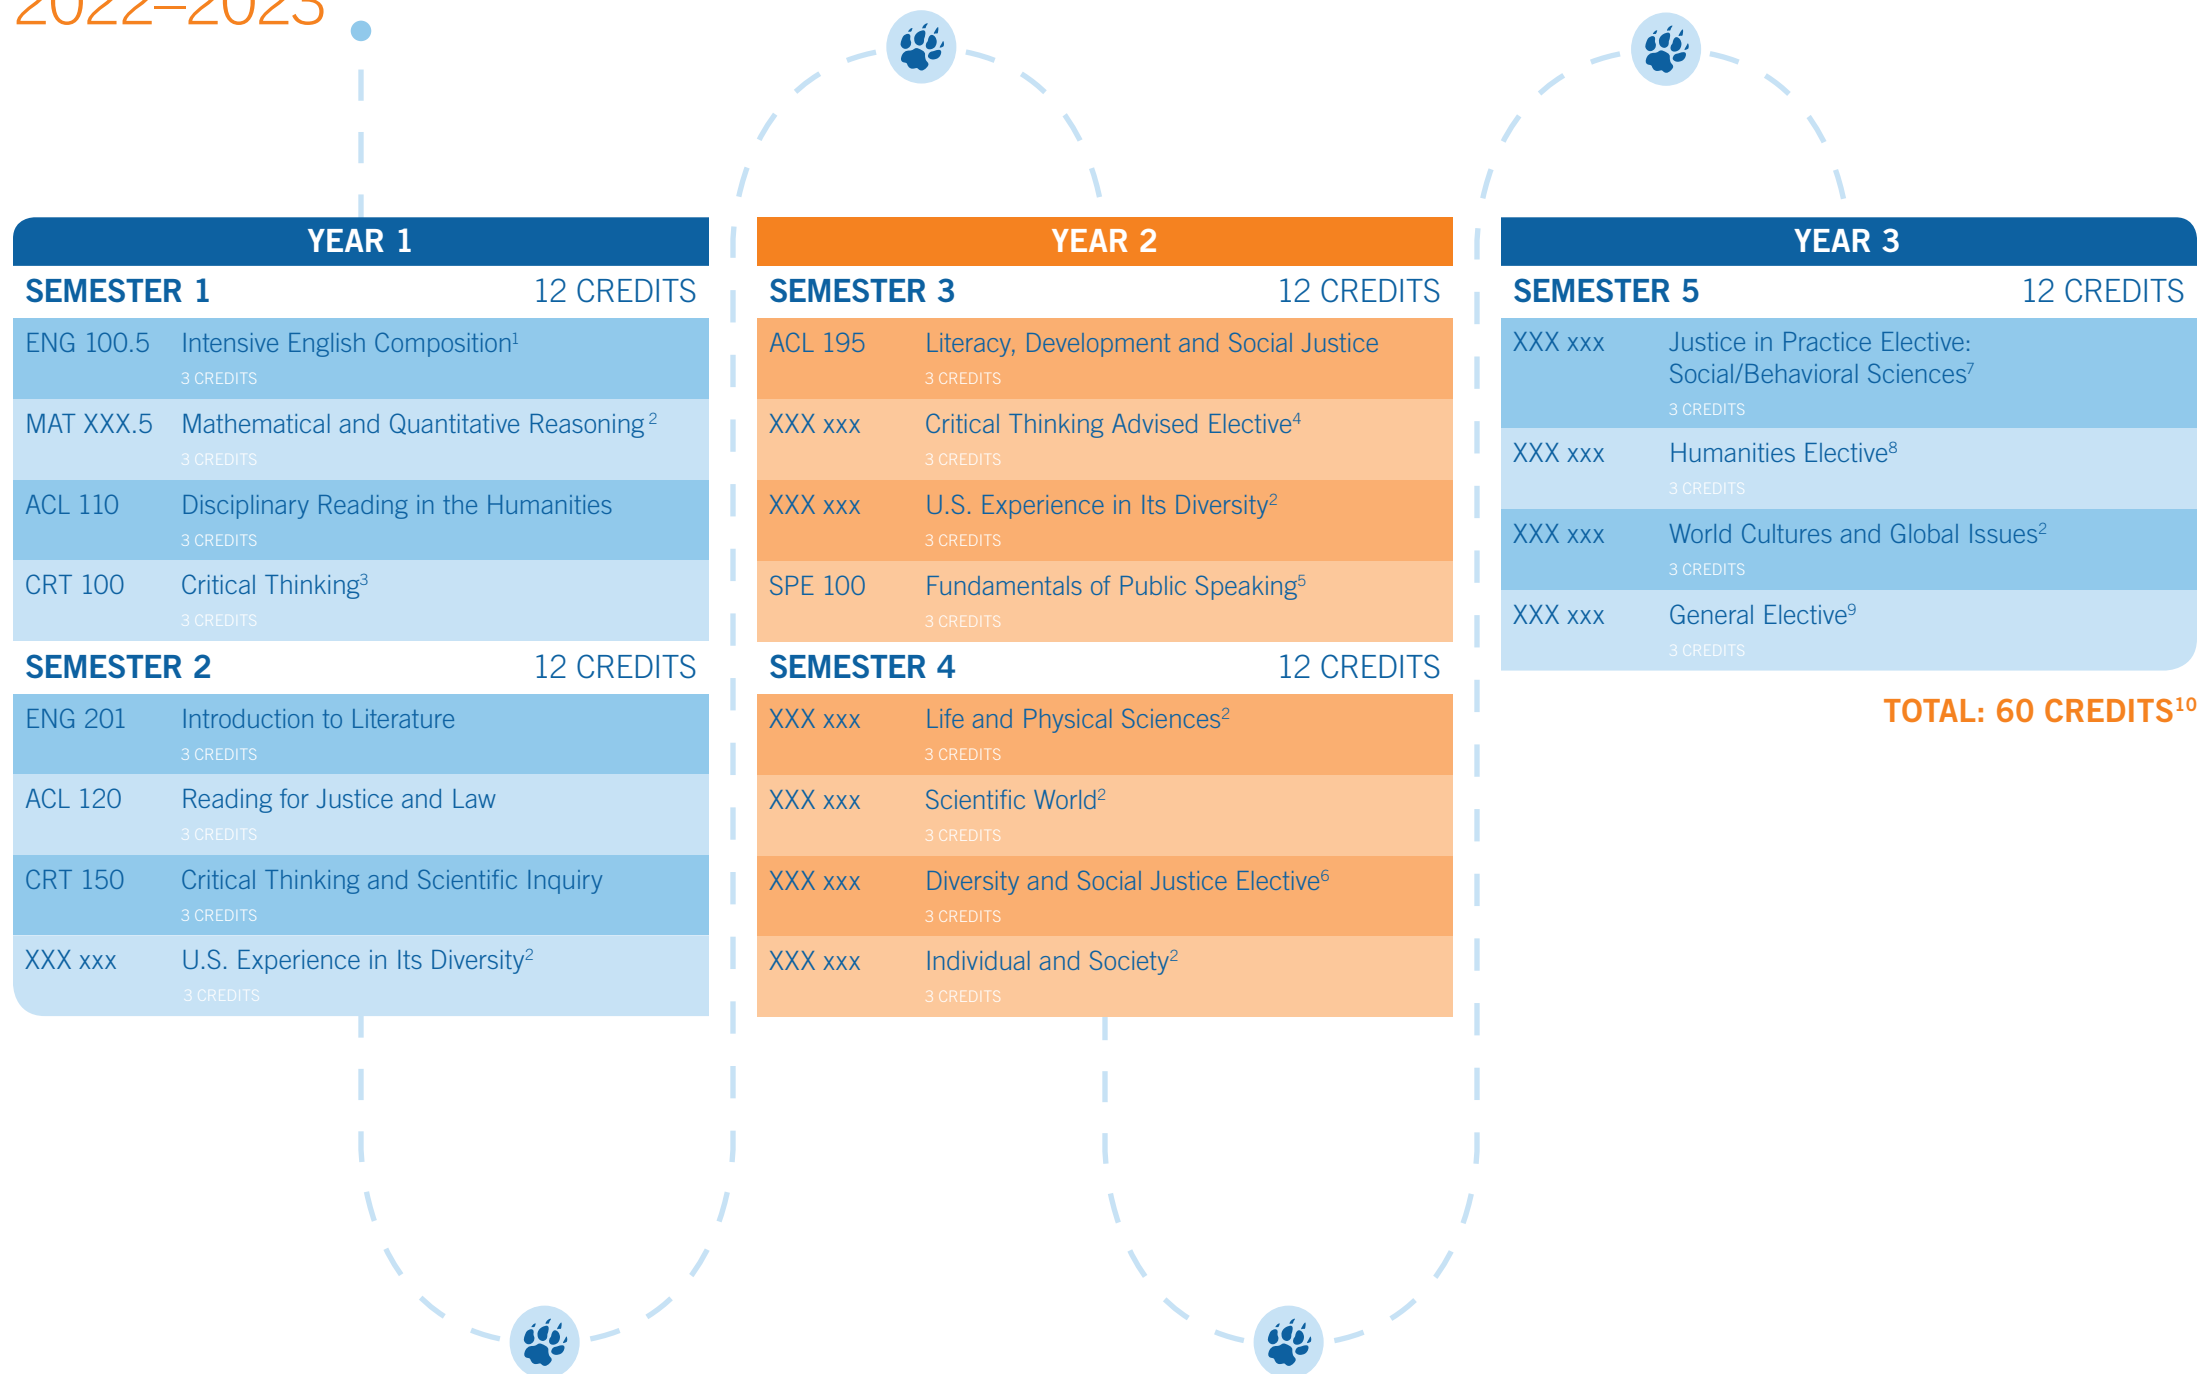 2022–2023
YEAR 1
SEMESTER 1 12 CREDITS
ENG 100.5 Intensive English Composition¹
3 CREDITS
MAT XXX.5 Mathematical and Quantitative Reasoning²
3 CREDITS
ACL 110 Disciplinary Reading in the Humanities
3 CREDITS
CRT 100 Critical Thinking³
3 CREDITS
SEMESTER 2 12 CREDITS
ENG 201 Introduction to Literature
3 CREDITS
ACL 120 Reading for Justice and Law
3 CREDITS
CRT 150 Critical Thinking and Scientific Inquiry
3 CREDITS
XXX xxx U.S. Experience in Its Diversity²
3 CREDITS
YEAR 2
SEMESTER 3 12 CREDITS
ACL 195 Literacy, Development and Social Justice
3 CREDITS
XXX xxx Critical Thinking Advised Elective⁴
3 CREDITS
XXX xxx U.S. Experience in Its Diversity²
3 CREDITS
SPE 100 Fundamentals of Public Speaking⁵
3 CREDITS
SEMESTER 4 12 CREDITS
XXX xxx Life and Physical Sciences²
3 CREDITS
XXX xxx Scientific World²
3 CREDITS
XXX xxx Diversity and Social Justice Elective⁶
3 CREDITS
XXX xxx Individual and Society²
3 CREDITS
YEAR 3
SEMESTER 5 12 CREDITS
XXX xxx Justice in Practice Elective:
Social/Behavioral Sciences⁷
3 CREDITS
XXX xxx Humanities Elective⁸
3 CREDITS
XXX xxx World Cultures and Global Issues²
3 CREDITS
XXX xxx General Elective⁹
3 CREDITS
TOTAL: 60 CREDITS¹⁰